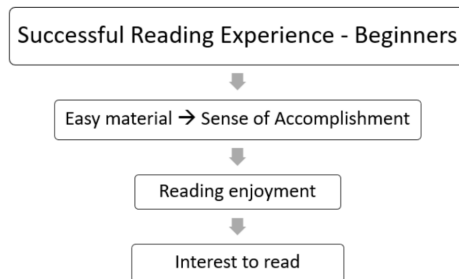 Successful Reading Experience - Beginners
Easy material → Sense of Accomplishment
Reading enjoyment
Interest to read